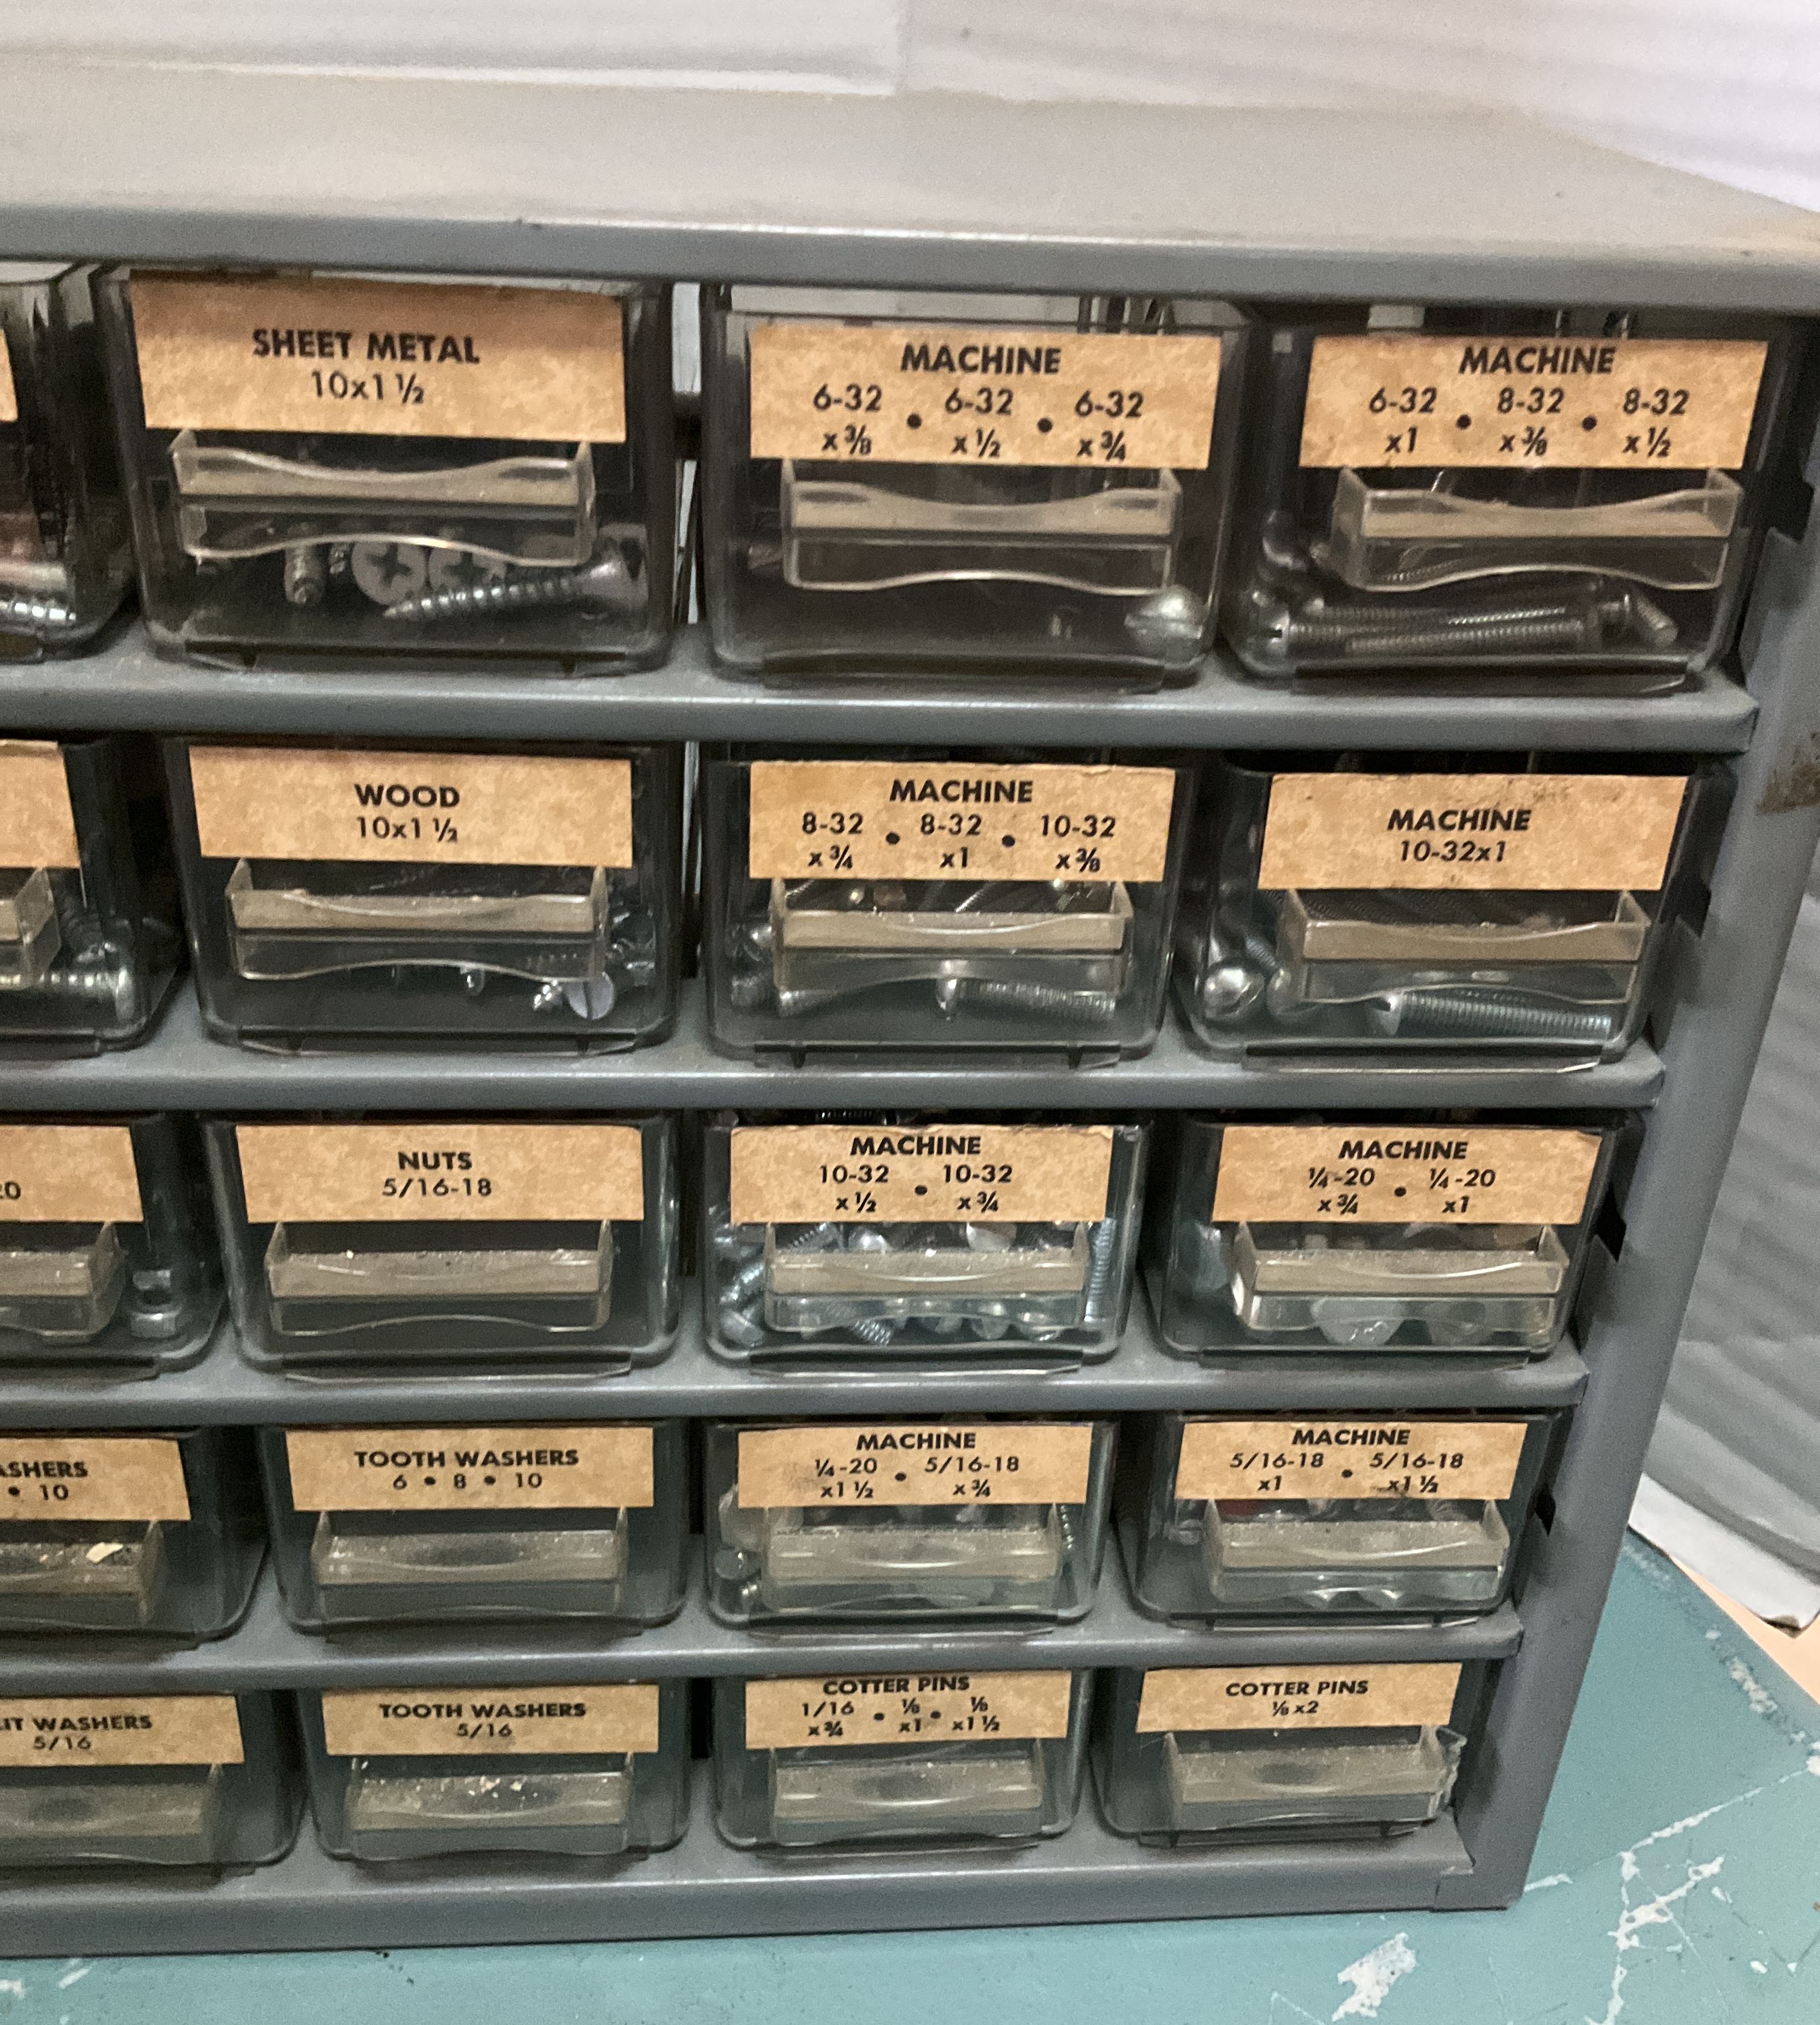 SHEET METAL
10x1 ½
MACHINE
6-32 • 6-32 • 6-32
x ⅜ x ½ x ¾
MACHINE
6-32 • 8-32 • 8-32
x1 x ⅜ x ½
WOOD
10x1 ½
MACHINE
8-32 • 8-32 • 10-32
x ¾ x1 x ⅜
MACHINE
10-32x1
NUTS
5/16-18
MACHINE
10-32 • 10-32
x ½ x ¾
MACHINE
¼-20 • ¼-20
x ¾ x1
ASHERS
• 10
TOOTH WASHERS
6 • 8 • 10
MACHINE
¼-20 • 5/16-18
x1 ½ x ¾
MACHINE
5/16-18 • 5/16-18
x1 x1 ½
IT WASHERS
5/16
TOOTH WASHERS
5/16
COTTER PINS
1/16 • ⅛ • ⅛
x ¾ x1 x1 ½
COTTER PINS
⅛ x2